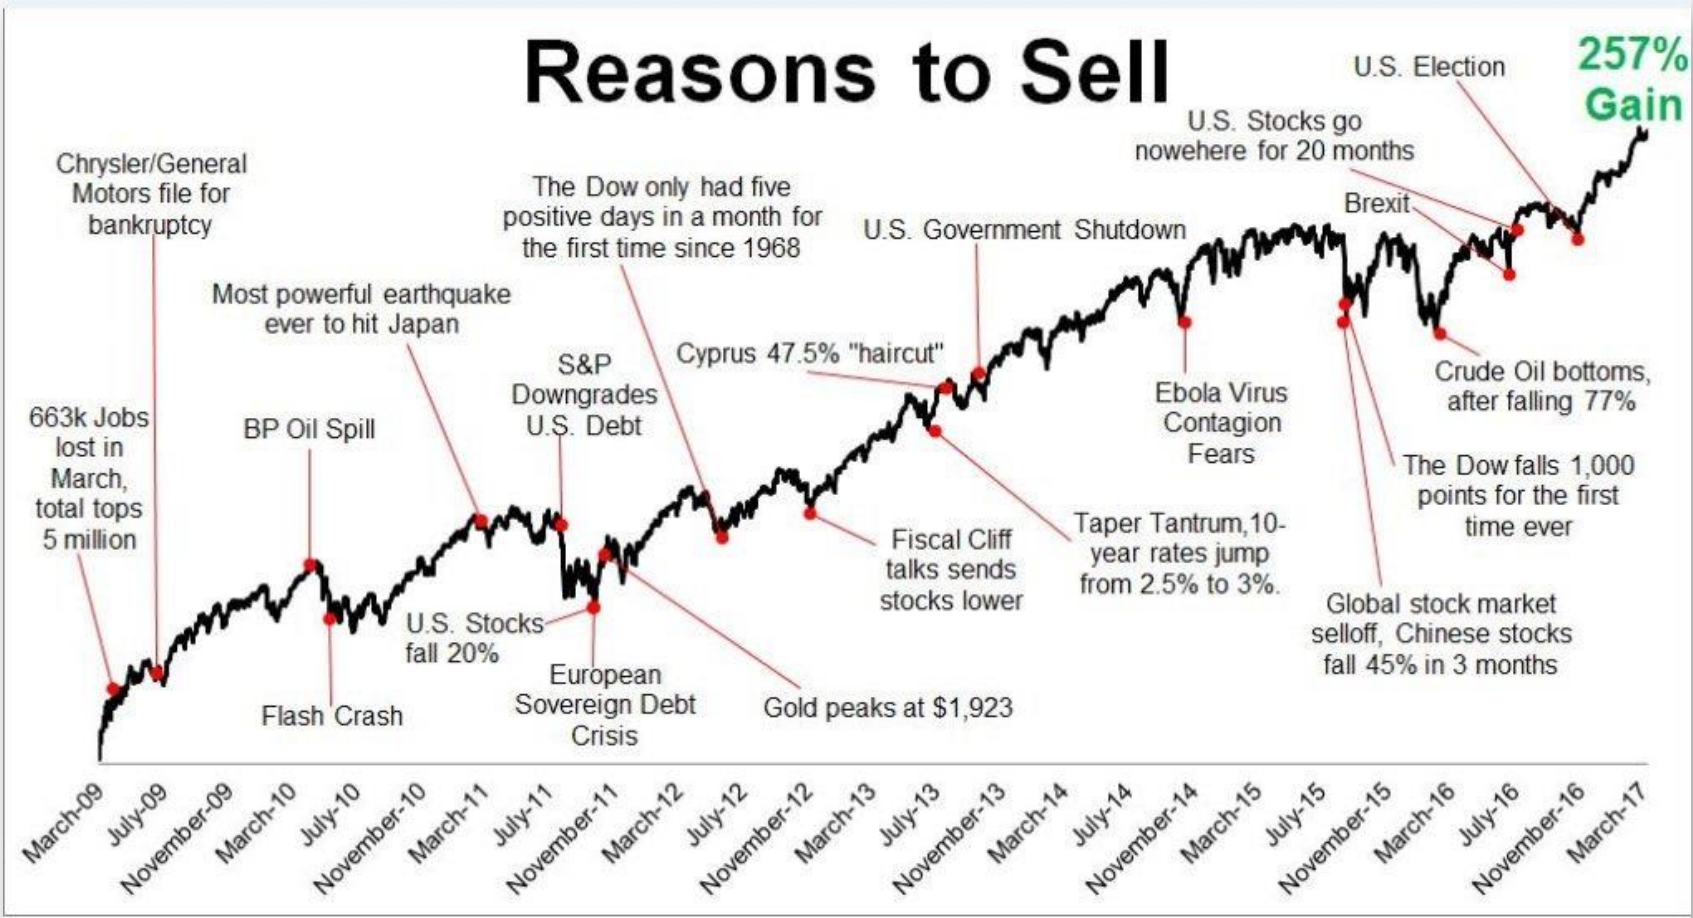 Reasons to Sell
257%
Gain
U.S. Election
U.S. Stocks go
nowehere for 20 months
Brexit
Chrysler/General
Motors file for
bankruptcy
The Dow only had five
positive days in a month for
the first time since 1968
U.S. Government Shutdown
Most powerful earthquake
ever to hit Japan
Cyprus 47.5% "haircut"
S&P
Downgrades
U.S. Debt
663k Jobs
lost in
March,
total tops
5 million
BP Oil Spill
Ebola Virus
Contagion
Fears
Crude Oil bottoms,
after falling 77%
The Dow falls 1,000
points for the first
time ever
Taper Tantrum,10-
year rates jump
from 2.5% to 3%.
Fiscal Cliff
talks sends
stocks lower
Global stock market
selloff, Chinese stocks
fall 45% in 3 months
U.S. Stocks
fall 20%
European
Sovereign Debt
Crisis
Gold peaks at $1,923
Flash Crash
March-09
July-09
November-09
March-10
July-10
November-10
March-11
July-11
November-11
March-12
July-12
November-12
March-13
July-13
November-13
March-14
July-14
November-14
March-15
July-15
November-15
March-16
July-16
November-16
March-17